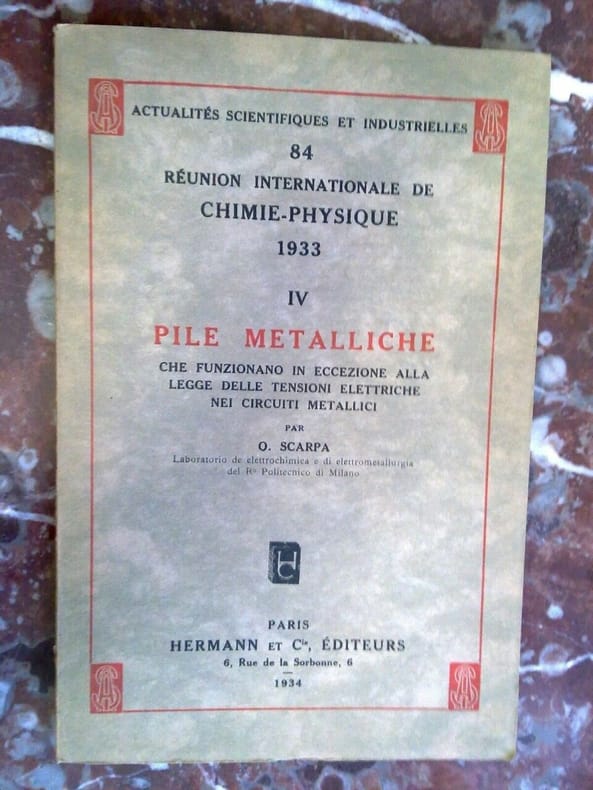 ACTUALITÉS SCIENTIFIQUES ET INDUSTRIELLES
84
RÉUNION INTERNATIONALE DE
CHIMIE-PHYSIQUE
1933
IV
PILE METALLICHE
CHE FUNZIONANO IN ECCEZIONE ALLA
LEGGE DELLE TENSIONI ELETTRICHE
NEI CIRCUITI METALLICI
PAR
O. SCARPA
Laboratorio de elettrochimica e di elettrometallurgia
del Rº Politecnico di Milano
PARIS
HERMANN ET Cie, ÉDITEURS
6, Rue de la Sorbonne, 6
1934